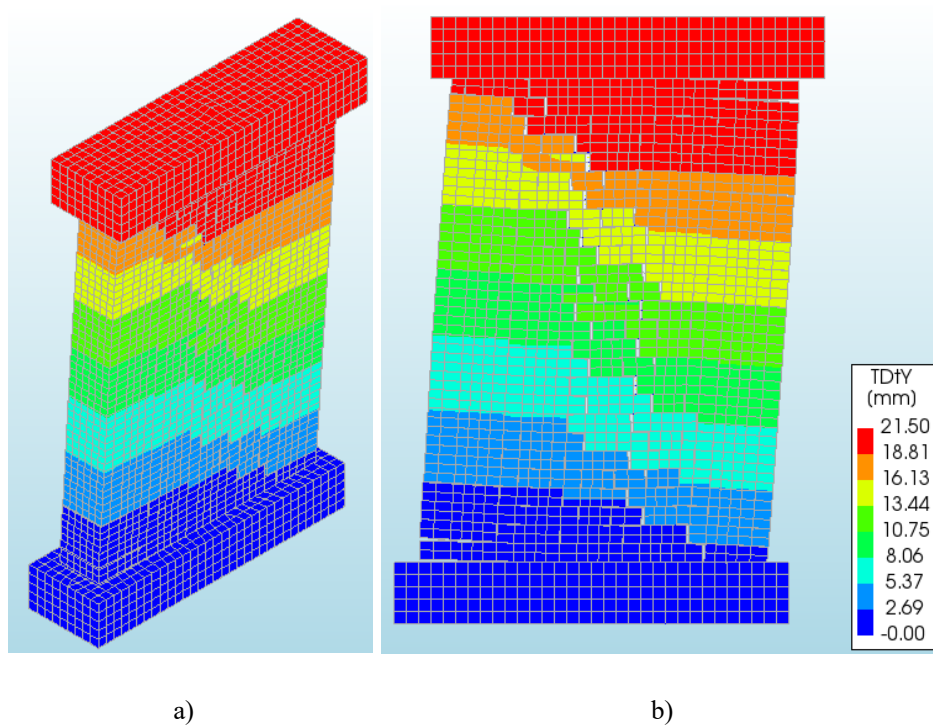 TDtY
(mm)
21.50
18.81
16.13
13.44
10.75
8.06
5.37
2.69
-0.00
a)
b)